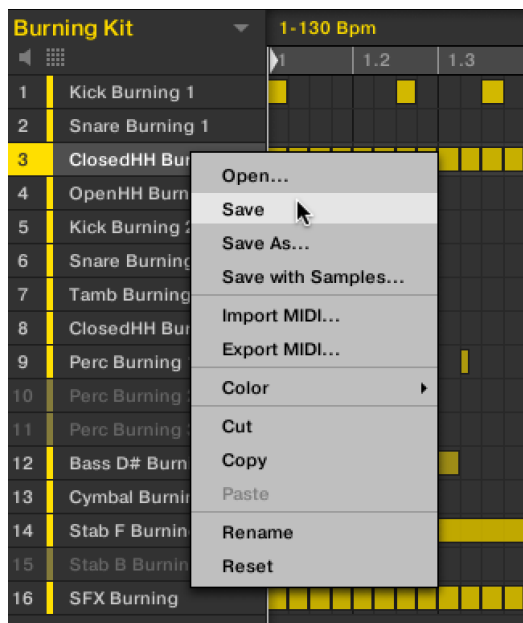 Burning Kit
1-130 Bpm
1 1.2 1.3
1 Kick Burning 1
2 Snare Burning 1
3 ClosedHH Bur
4 OpenHH Burn
5 Kick Burning 2
6 Snare Burning
7 Tamb Burning
8 ClosedHH Bur
9 Perc Burning
10 Perc Burning
11 Perc Burning
12 Bass D# Burn
13 Cymbal Burnin
14 Stab F Burnin
15 Stab B Burnin
16 SFX Burning
Open...
Save
Save As...
Save with Samples...
Import MIDI...
Export MIDI...
Color
Cut
Copy
Paste
Rename
Reset